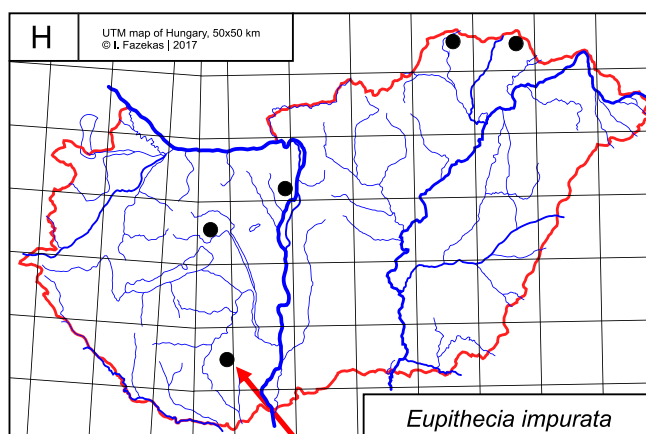 H
UTM map of Hungary, 50x50 km
© I. Fazekas | 2017
Eupithecia impurata